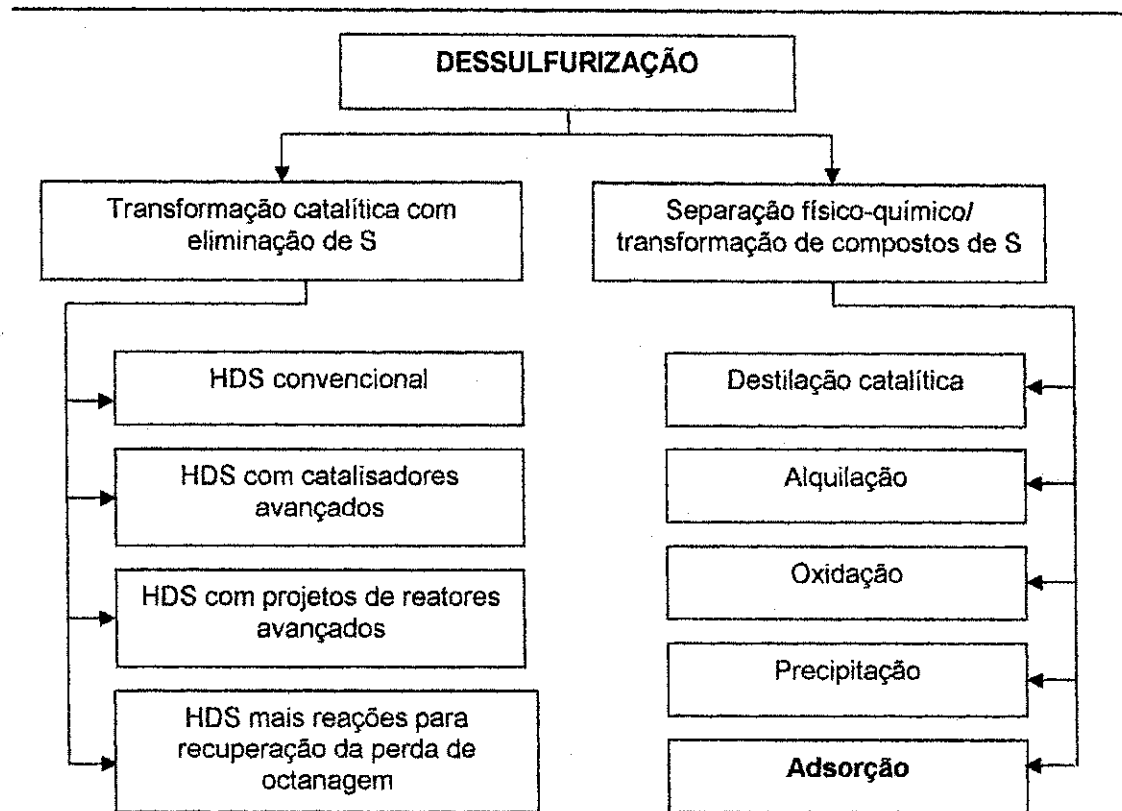 DESSULFURIZAÇÃO
Transformação catalítica com
eliminação de S
Separação físico-químico/
transformação de compostos de S
HDS convencional
HDS com catalisadores
avançados
HDS com projetos de reatores
avançados
HDS mais reações para
recuperação da perda de
octanagem
Destilação catalítica
Alquilação
Oxidação
Precipitação
Adsorção